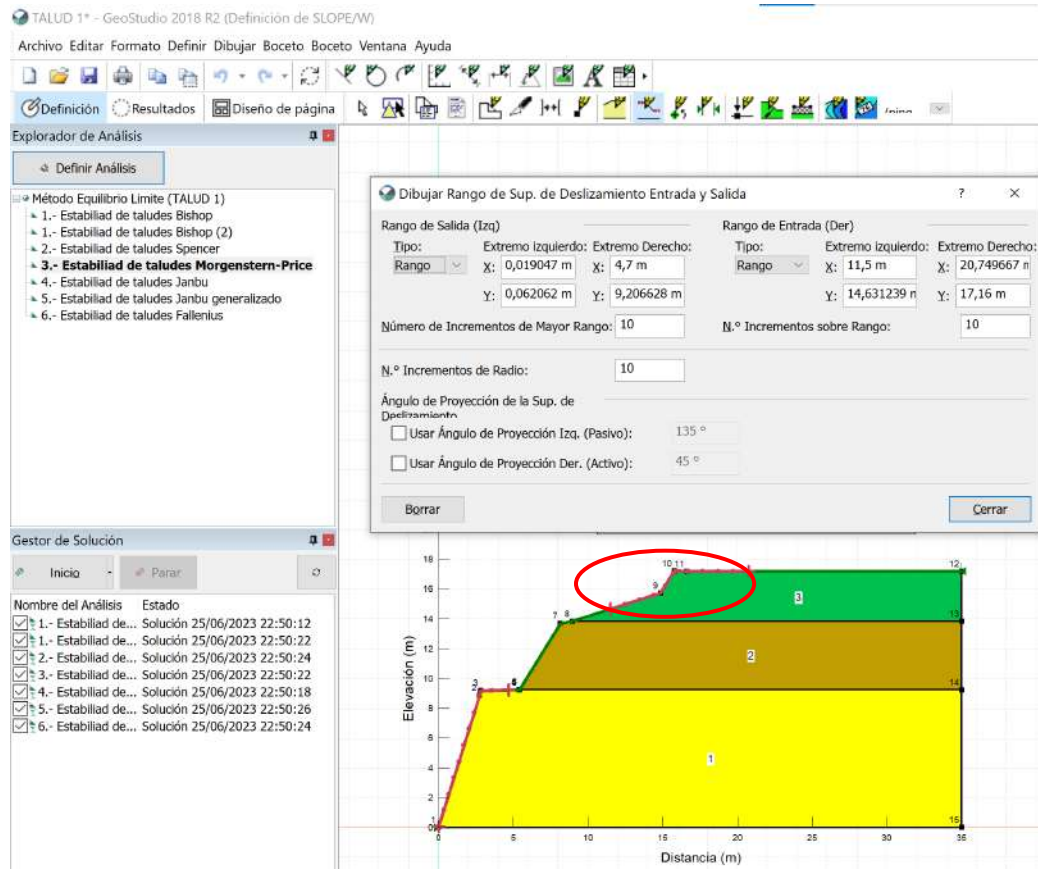 TALUD 1* - GeoStudio 2018 R2 (Definición de SLOPE/W)
Archivo Editar Formato Definir Dibujar Boceto Boceto Ventana Ayuda
Definición Resultados Diseño de página
Explorador de Análisis
Definir Análisis
Método Equilibrio Limite (TALUD 1)
1.- Estabiliad de taludes Bishop
1.- Estabiliad de taludes Bishop (2)
2.- Estabiliad de taludes Spencer
3.- Estabiliad de taludes Morgenstern-Price
4.- Estabiliad de taludes Janbu
5.- Estabiliad de taludes Janbu generalizado
6.- Estabiliad de taludes Fallenius
Dibujar Rango de Sup. de Deslizamiento Entrada y Salida ? ×
Rango de Salida (Izq) Rango de Entrada (Der)
Tipo: Extremo Izquierdo: Extremo Derecho: Tipo: Extremo Izquierdo: Extremo Derecho:
Rango X: 0,019047 m X: 4,7 m Rango X: 11,5 m X: 20,749667
Y: 0,062062 m Y: 9,206628 m Y: 14,631239 Y: 17,16 m
Número de Incrementos de Mayor Rango: 10 N.º Incrementos sobre Rango: 10
N.º Incrementos de Radio: 10
Ángulo de Proyección de la Sup. de
Deslizamiento
Usar Ángulo de Proyección Izq. (Pasivo): 135 º
Usar Ángulo de Proyección Der. (Activo): 45 º
Borrar Cerrar
Gestor de Solución
Inicio Parar
Nombre del Análisis Estado
1.- Estabiliad de... Solución 25/06/2023 22:50:12
1.- Estabiliad de... Solución 25/06/2023 22:50:22
2.- Estabiliad de... Solución 25/06/2023 22:50:24
3.- Estabiliad de... Solución 25/06/2023 22:50:22
4.- Estabiliad de... Solución 25/06/2023 22:50:18
5.- Estabiliad de... Solución 25/06/2023 22:50:26
6.- Estabiliad de... Solución 25/06/2023 22:50:24
18
10 11 12
16
9
3
14
7 8 13
12
2
Elevación (m)
10
3
2 14
8
6
1
4
2
1 15
0
0 5 10 15 20 25 30 35
Distancia (m)